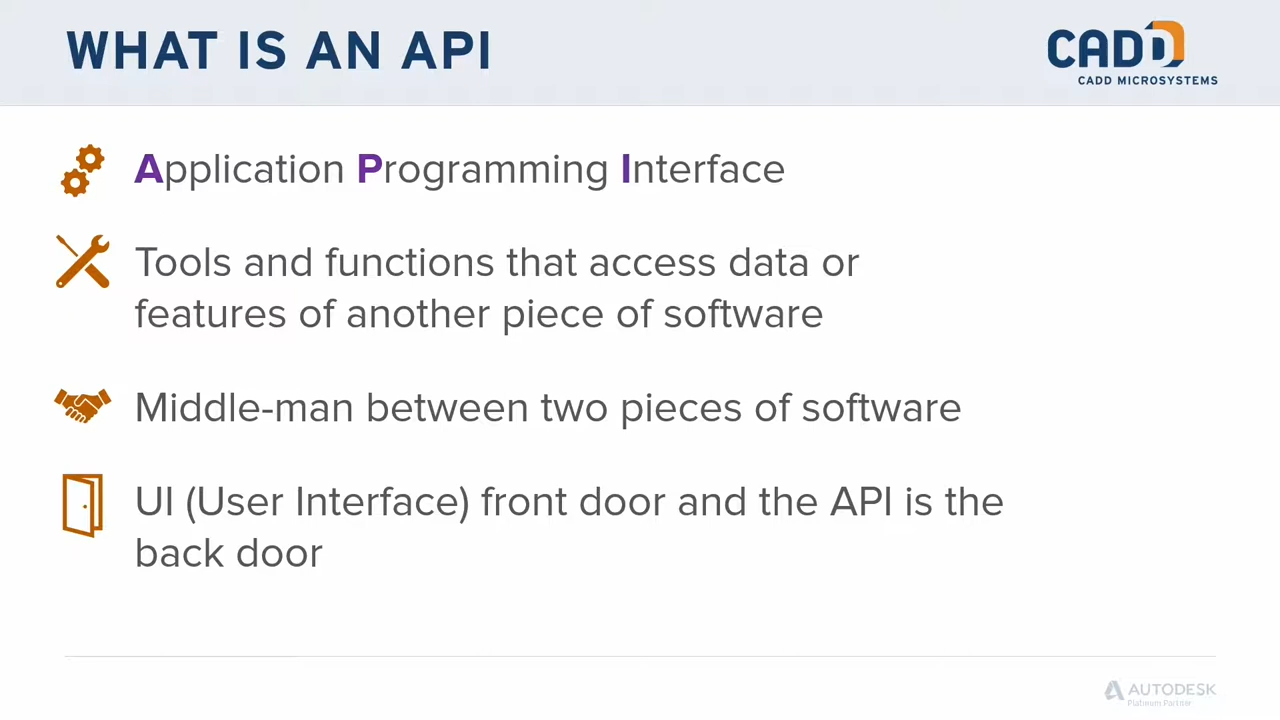 WHAT IS AN API
CADD
CADD MICROSYSTEMS
Application Programming Interface
Tools and functions that access data or
features of another piece of software
Middle-man between two pieces of software
UI (User Interface) front door and the API is the
back door
AUTODESK
Platinum Partner